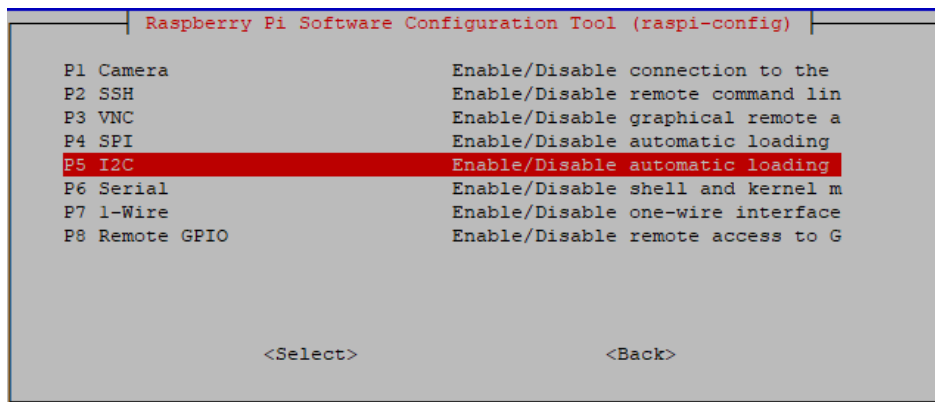 Raspberry Pi Software Configuration Tool (raspi-config)
P1 Camera Enable/Disable connection to the
P2 SSH Enable/Disable remote command lin
P3 VNC Enable/Disable graphical remote a
P4 SPI Enable/Disable automatic loading
P5 I2C Enable/Disable automatic loading
P6 Serial Enable/Disable shell and kernel m
P7 1-Wire Enable/Disable one-wire interface
P8 Remote GPIO Enable/Disable remote access to G
<Select> <Back>